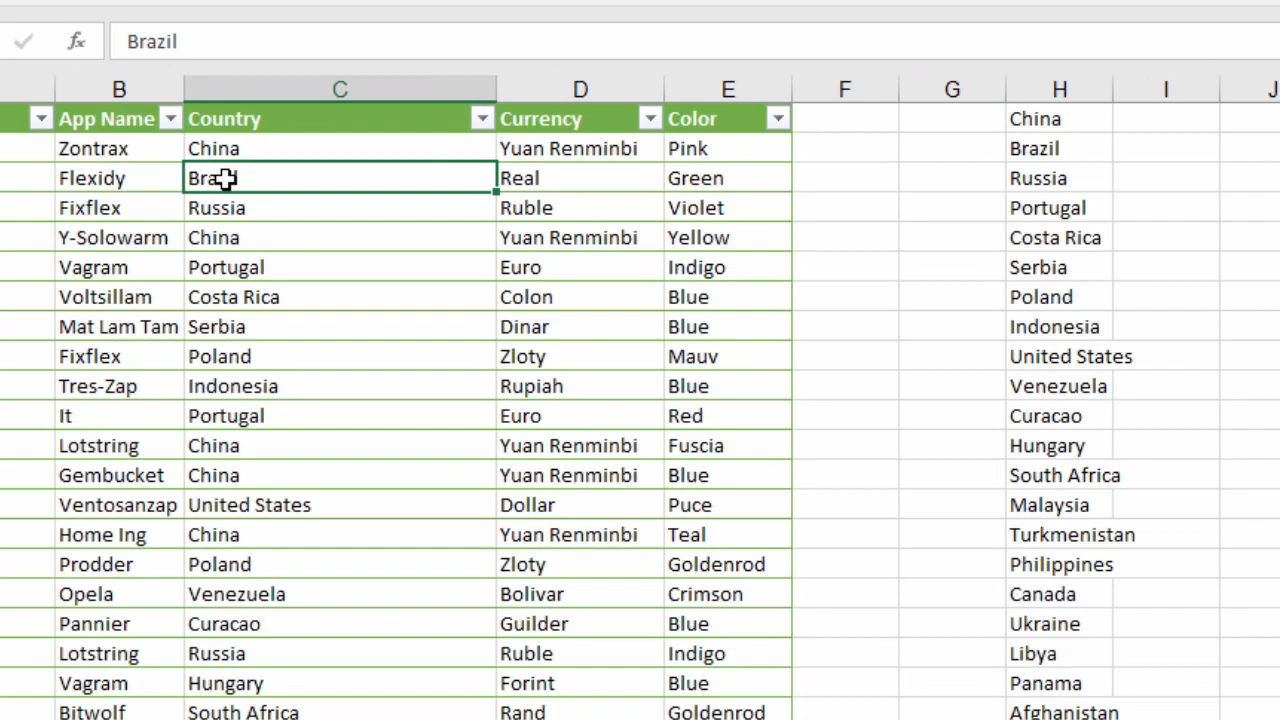 fx Brazil
B C D E F G H I J
App Name Country Currency Color China
Zontrax China Yuan Renminbi Pink Brazil
Flexidy Brazil Real Green Russia
Fixflex Russia Ruble Violet Portugal
Y-Solowarm China Yuan Renminbi Yellow Costa Rica
Vagram Portugal Euro Indigo Serbia
Voltsillam Costa Rica Colon Blue Poland
Mat Lam Tam Serbia Dinar Blue Indonesia
Fixflex Poland Zloty Mauv United States
Tres-Zap Indonesia Rupiah Blue Venezuela
It Portugal Euro Red Curacao
Lotstring China Yuan Renminbi Fuscia Hungary
Gembucket China Yuan Renminbi Blue South Africa
Ventosanzap United States Dollar Puce Malaysia
Home Ing China Yuan Renminbi Teal Turkmenistan
Prodder Poland Zloty Goldenrod Philippines
Opela Venezuela Bolivar Crimson Canada
Pannier Curacao Guilder Blue Ukraine
Lotstring Russia Ruble Indigo Libya
Vagram Hungary Forint Blue Panama
Bitwolf South Africa Rand Goldenrod Afghanistan